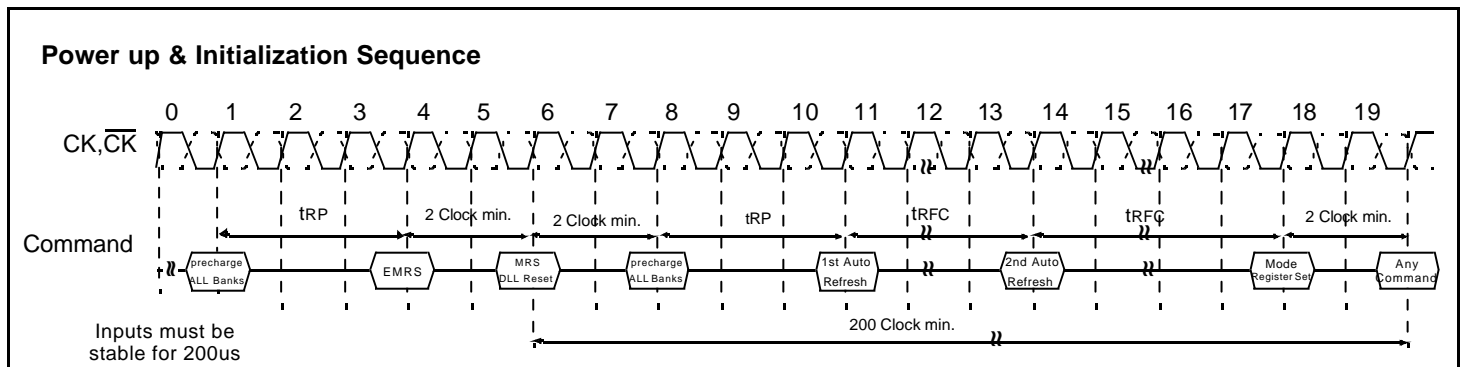 Power up & Initialization Sequence
0 1 2 3 4 5 6 7 8 9 10 11 12 13 14 15 16 17 18 19
CK,C̅K̅
tRP 2 Clock min. 2 Clock min. tRP tRFC tRFC 2 Clock min.
Command
precharge
ALL Banks
EMRS
MRS
DLL Reset
precharge
ALL Banks
1st Auto
Refresh
2nd Auto
Refresh
Mode
Register Set
Any
Command
200 Clock min.
Inputs must be
stable for 200us